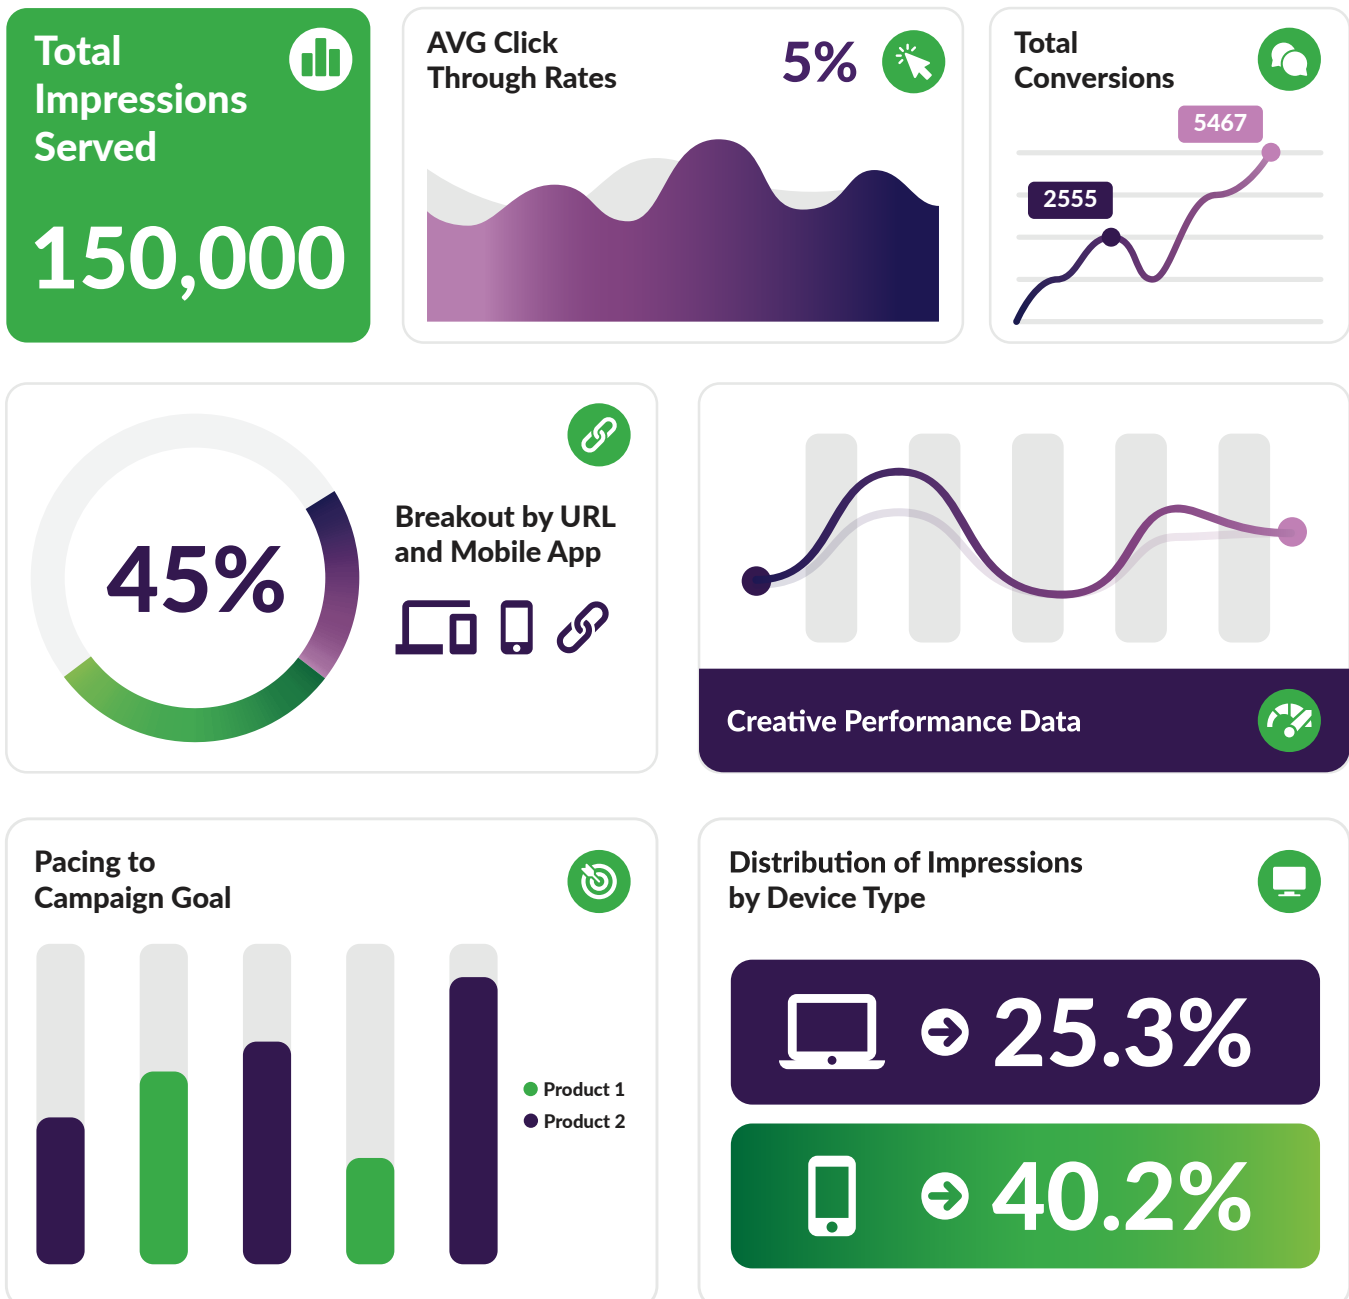 Total
Impressions
Served
150,000
AVG Click
Through Rates
5%
Total
Conversions
5467
2555
45%
Breakout by URL
and Mobile App
Creative Performance Data
Pacing to
Campaign Goal
Product 1
Product 2
Distribution of Impressions
by Device Type
25.3%
40.2%